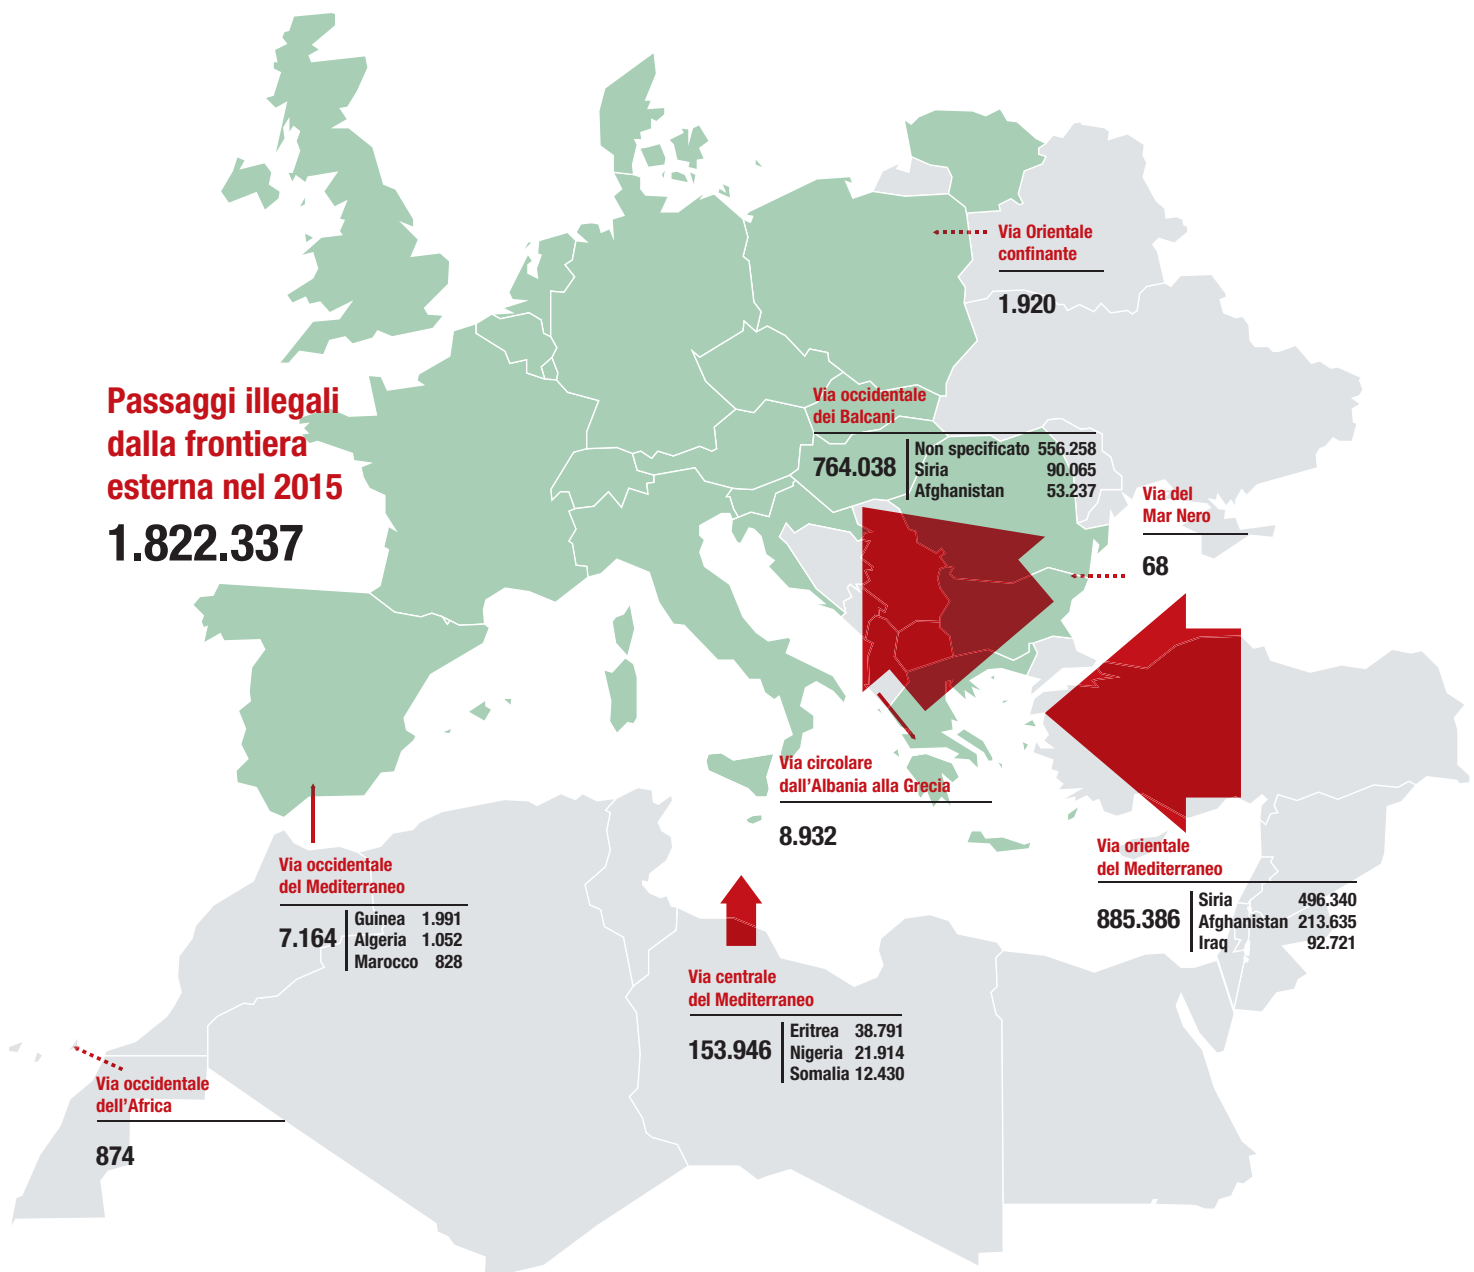 Passaggi illegali
dalla frontiera
esterna nel 2015
1.822.337
Via Orientale
confinante
1.920
Via occidentale
dei Balcani
764.038
Non specificato 556.258
Siria 90.065
Afghanistan 53.237
Via del
Mar Nero
68
Via circolare
dall'Albania alla Grecia
8.932
Via orientale
del Mediterraneo
885.386
Siria 496.340
Afghanistan 213.635
Iraq 92.721
Via occidentale
del Mediterraneo
7.164
Guinea 1.991
Algeria 1.052
Marocco 828
Via centrale
del Mediterraneo
153.946
Eritrea 38.791
Nigeria 21.914
Somalia 12.430
Via occidentale
dell'Africa
874